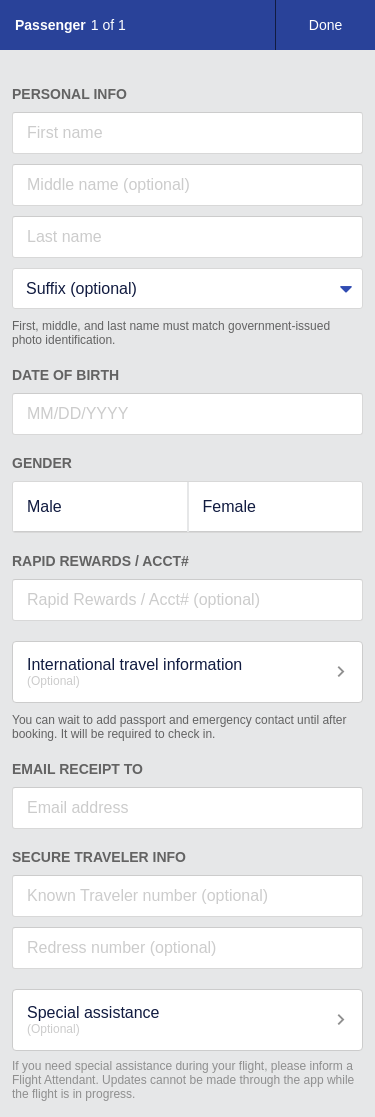 Passenger 1 of 1
Done
PERSONAL INFO
First name
Middle name (optional)
Last name
Suffix (optional)
First, middle, and last name must match government-issued
photo identification.
DATE OF BIRTH
MM/DD/YYYY
GENDER
Male
Female
RAPID REWARDS / ACCT#
Rapid Rewards / Acct# (optional)
International travel information
(Optional)
You can wait to add passport and emergency contact until after
booking. It will be required to check in.
EMAIL RECEIPT TO
Email address
SECURE TRAVELER INFO
Known Traveler number (optional)
Redress number (optional)
Special assistance
(Optional)
If you need special assistance during your flight, please inform a
Flight Attendant. Updates cannot be made through the app while
the flight is in progress.